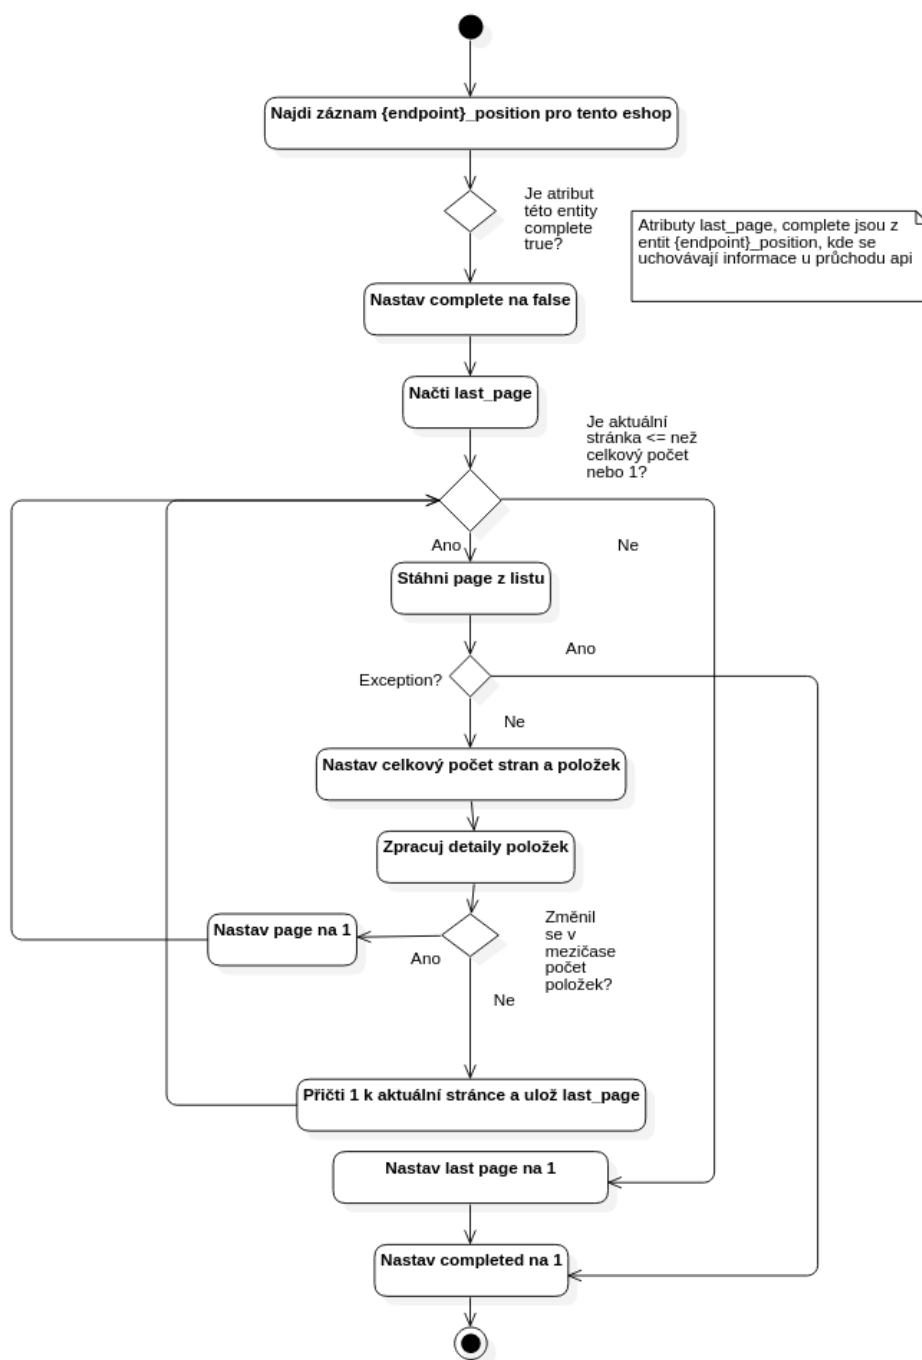 Najdi záznam {endpoint}_position pro tento eshop
Je atribut
této entity
complete
true?
Atributy last_page, complete jsou z
entit {endpoint}_position, kde se
uchovávají informace u průchodu api
Nastav complete na false
Načti last_page
Je aktuální
stránka <= než
celkový počet
nebo 1?
Ano
Ne
Stáhni page z listu
Ano
Exception?
Ne
Nastav celkový počet stran a položek
Zpracuj detaily položek
Změnil
se v
mezičase
počet
položek?
Nastav page na 1
Ano
Ne
Přičti 1 k aktuální stránce a ulož last_page
Nastav last page na 1
Nastav completed na 1